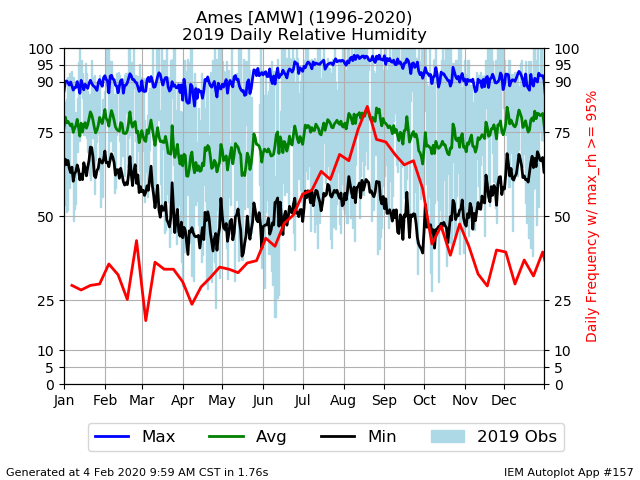 Ames [AMW] (1996-2020)
2019 Daily Relative Humidity
100 100
95 95
90 90
75 75
50 50
25 25
10 10
5 5
0 0
Daily Frequency w/ max_rh >= 95%
Jan Feb Mar Apr May Jun Jul Aug Sep Oct Nov Dec
Max Avg Min 2019 Obs
Generated at 4 Feb 2020 9:59 AM CST in 1.76s IEM Autoplot App #157